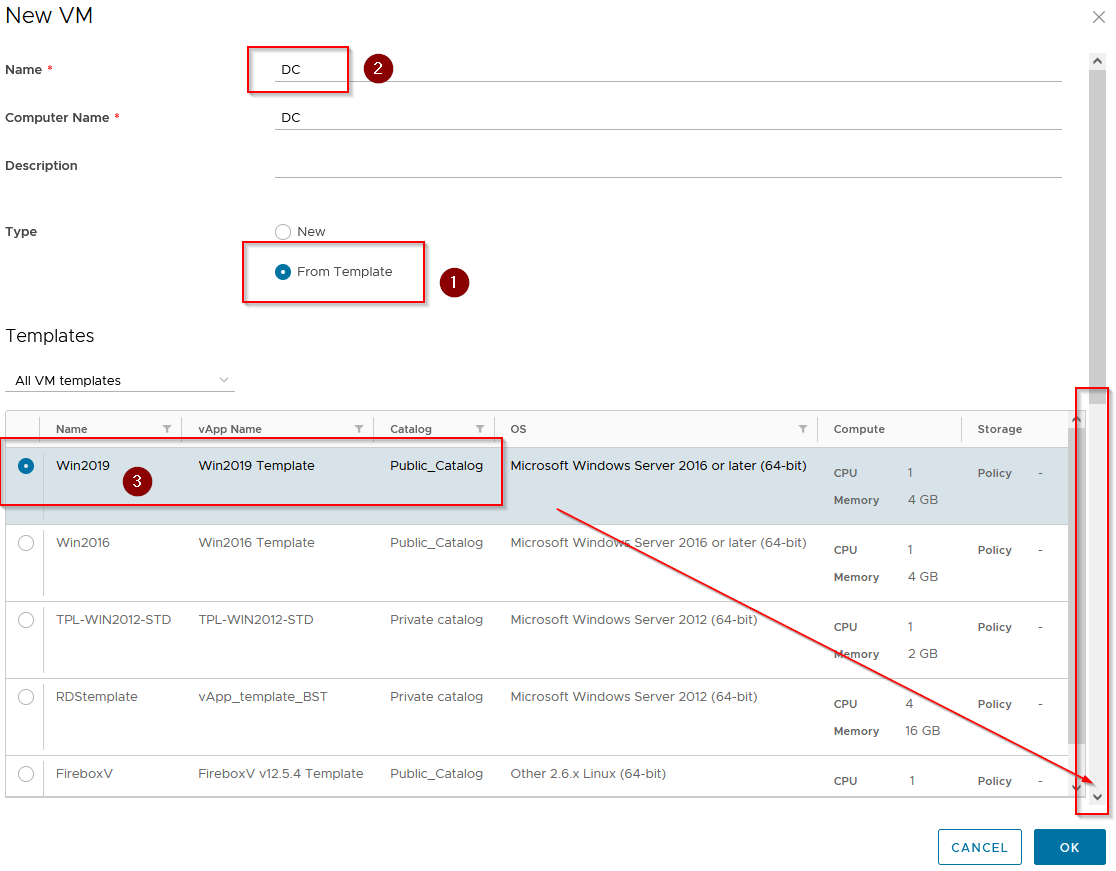 New VM
Name *
DC
2
Computer Name *
DC
Description
Type
New
From Template
1
Templates
All VM templates
Name vApp Name Catalog OS Compute Storage
Win2019 Win2019 Template Public_Catalog Microsoft Windows Server 2016 or later (64-bit) CPU 1 Policy -
3
Memory 4 GB
Win2016 Win2016 Template Public_Catalog Microsoft Windows Server 2016 or later (64-bit) CPU 1 Policy -
Memory 4 GB
TPL-WIN2012-STD TPL-WIN2012-STD Private catalog Microsoft Windows Server 2012 (64-bit) CPU 1 Policy -
Memory 2 GB
RDStemplate vApp_template_BST Private catalog Microsoft Windows Server 2012 (64-bit) CPU 4 Policy -
Memory 16 GB
FireboxV FireboxV v12.5.4 Template Public_Catalog Other 2.6.x Linux (64-bit) CPU 1 Policy -
CANCEL OK